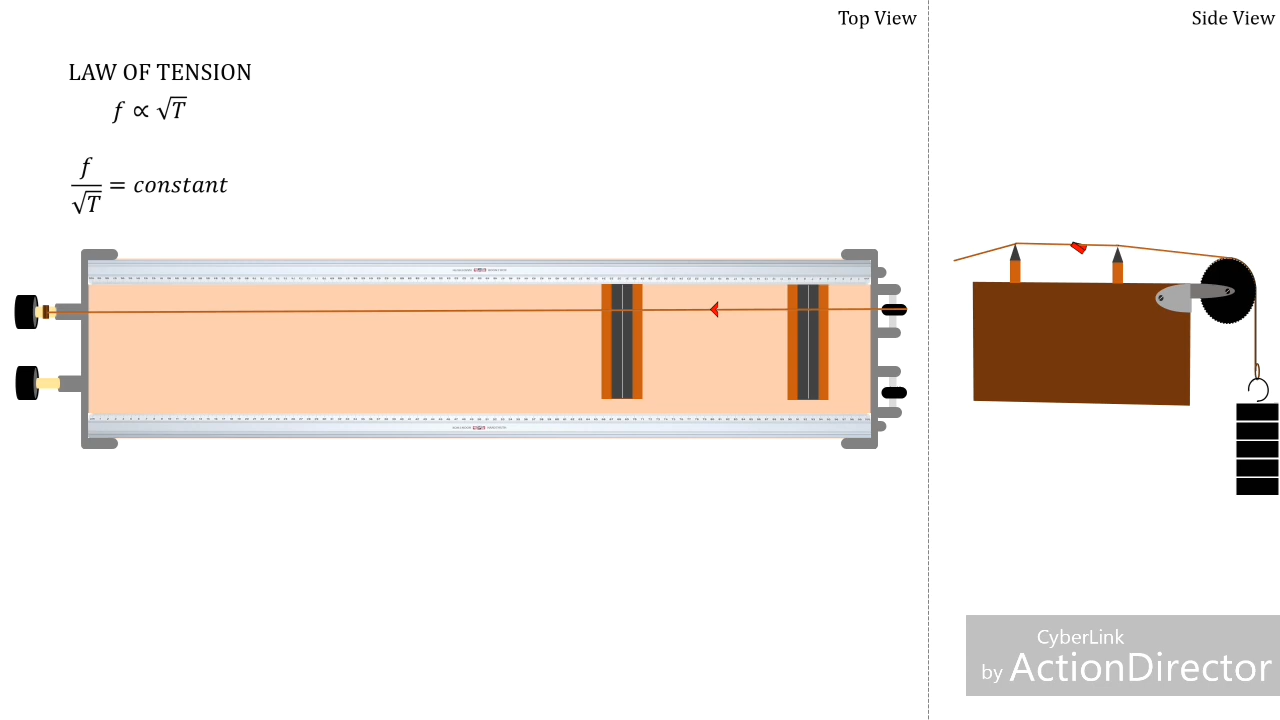 Top View
Side View
LAW OF TENSION
f ∝ √T
f/√T = constant
CyberLink
by ActionDirector